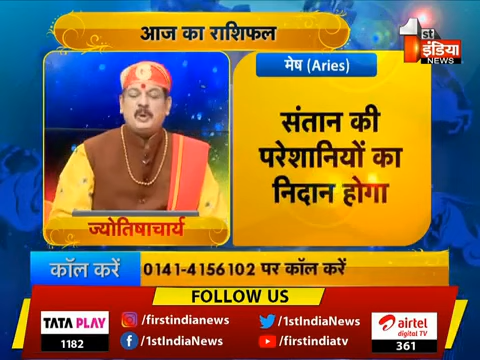 आज का राशिफल
1st
इंडिया
NEWS
मेष (Aries)
संतान की
परेशानियों का
निदान होगा
ज्योतिषाचार्य
कॉल करें
0141-4156102 पर कॉल करें
FOLLOW US
TATA PLAY
1182
/firstindianews
/1stIndiaNews
/1stIndiaNews
/firstindiatv
airtel
digital TV
361